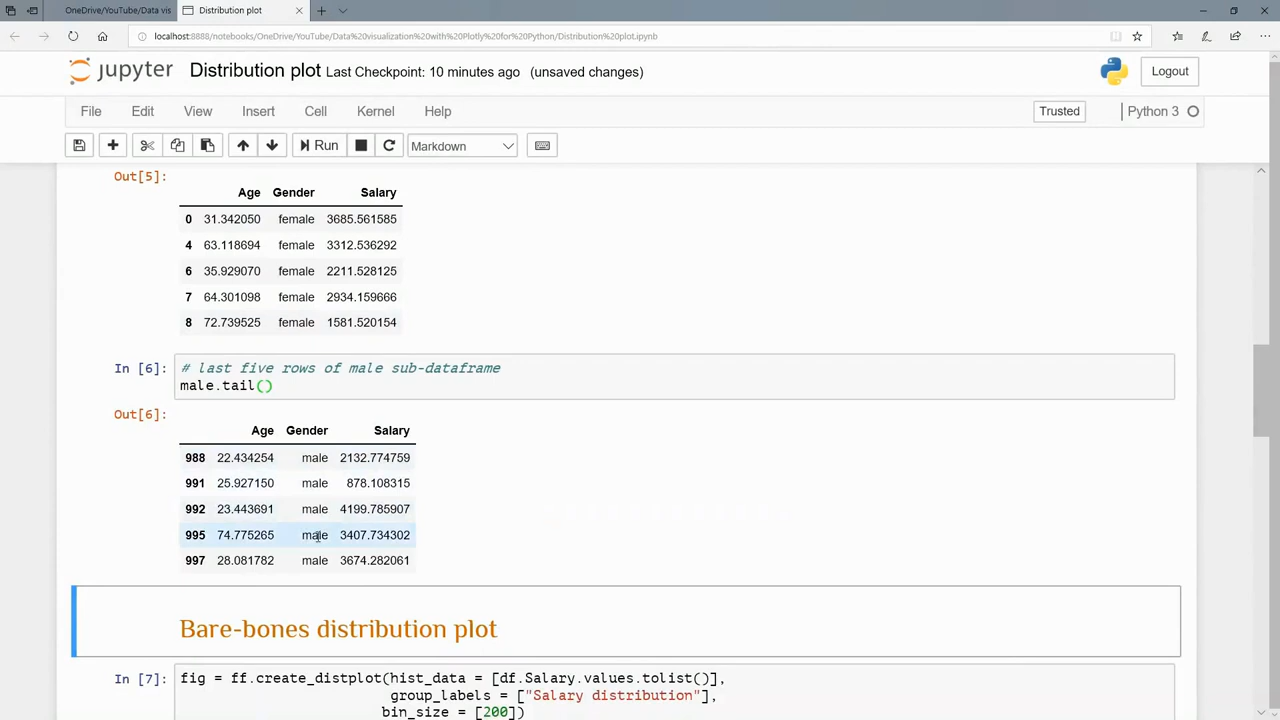 OneDrive/YouTube/Data vis
Distribution plot
localhost:8888/notebooks/OneDrive/YouTube/Data%20visualization%20with%20Plotly%20for%20Python/Distribution%20plot.ipynb
jupyter Distribution plot Last Checkpoint: 10 minutes ago (unsaved changes)
Logout
File Edit View Insert Cell Kernel Help
Trusted
Python 3
Run
Markdown
Out[5]:
Age Gender Salary
0 31.342050 female 3685.561585
4 63.118694 female 3312.536292
6 35.929070 female 2211.528125
7 64.301098 female 2934.159666
8 72.739525 female 1581.520154
In [6]: # last five rows of male sub-dataframe
male.tail()
Out[6]:
Age Gender Salary
988 22.434254 male 2132.774759
991 25.927150 male 878.108315
992 23.443691 male 4199.785907
995 74.775265 male 3407.734302
997 28.081782 male 3674.282061
Bare-bones distribution plot
In [7]: fig = ff.create_distplot(hist_data = [df.Salary.values.tolist()],
group_labels = ["Salary distribution"],
bin_size = [200])